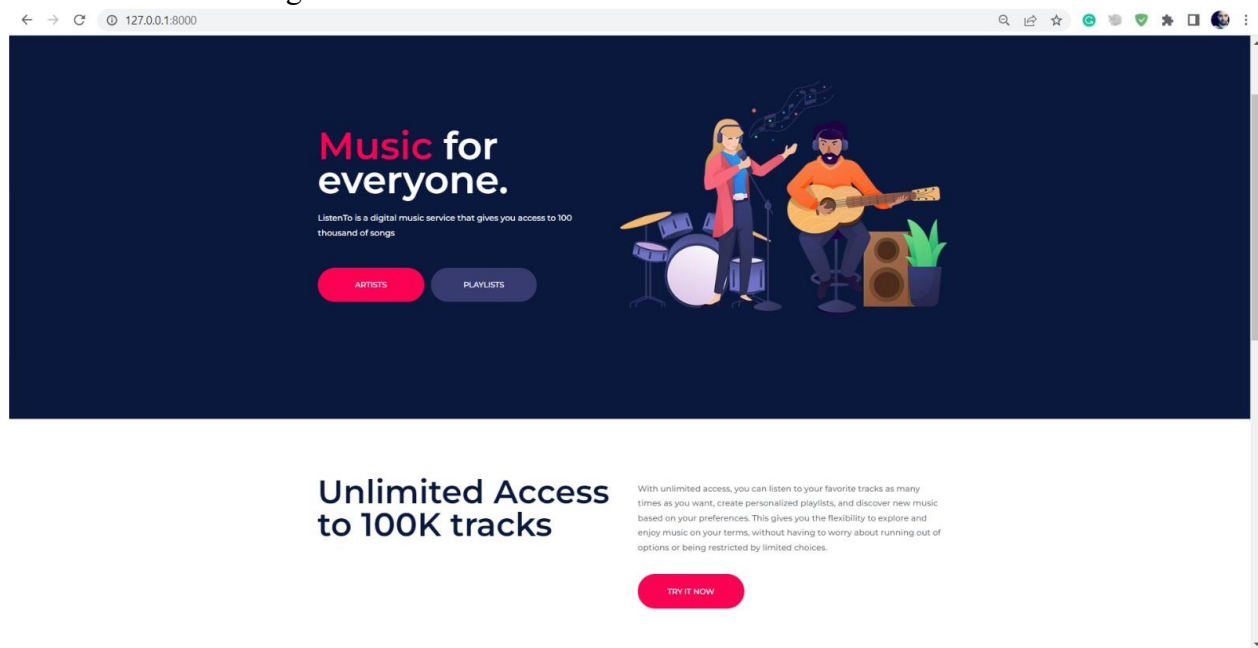 127.0.0.1:8000
Music for
everyone.
ListenTo is a digital music service that gives you access to 100
thousand of songs
ARTISTS
PLAYLISTS
Unlimited Access
to 100K tracks
With unlimited access, you can listen to your favorite tracks as many
times as you want, create personalized playlists, and discover new music
based on your preferences. This gives you the flexibility to explore and
enjoy music on your terms, without having to worry about running out of
options or being restricted by limited choices.
TRY IT NOW